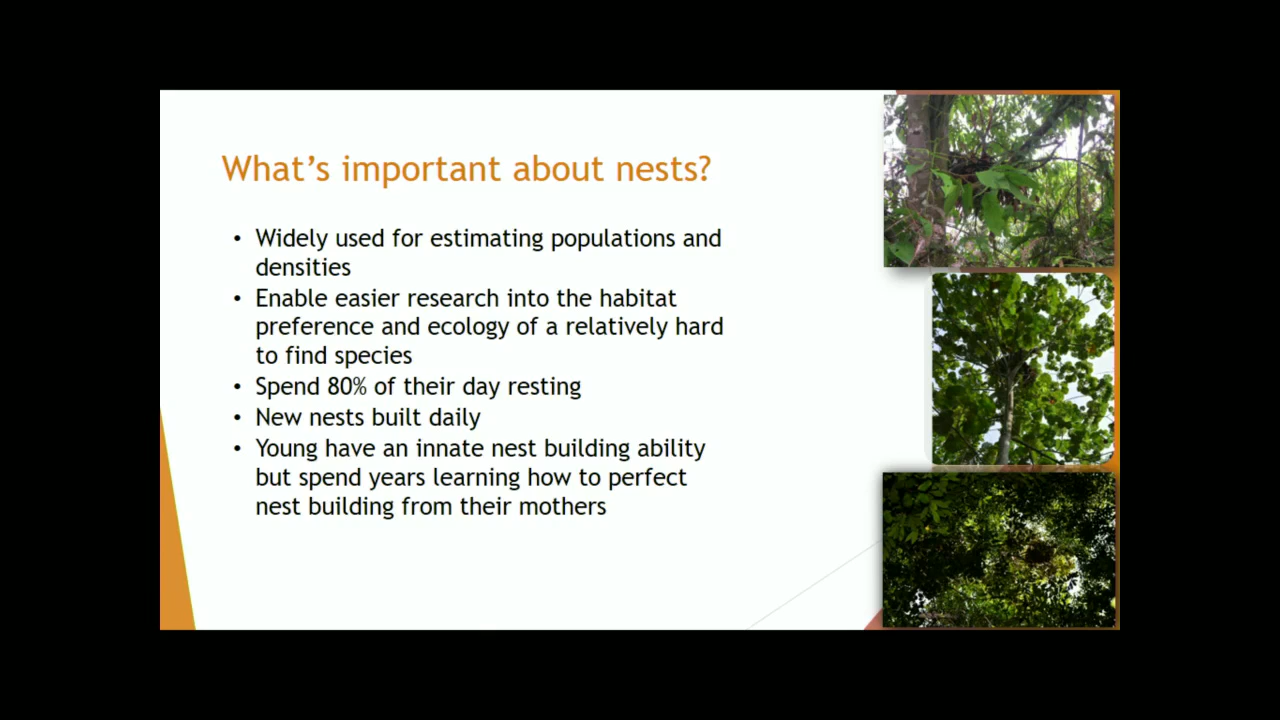 What’s important about nests?
• Widely used for estimating populations and
densities
• Enable easier research into the habitat
preference and ecology of a relatively hard
to find species
• Spend 80% of their day resting
• New nests built daily
• Young have an innate nest building ability
but spend years learning how to perfect
nest building from their mothers